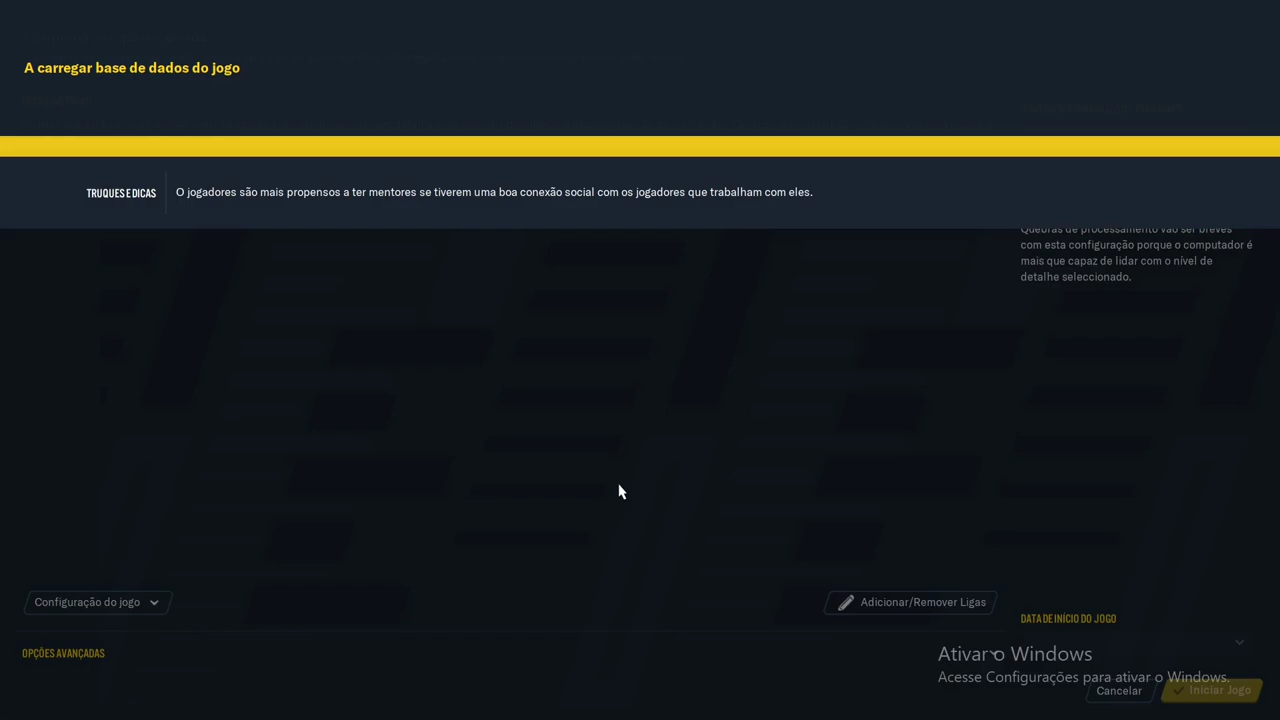 A carregar base de dados do jogo
TRUQUES E DICAS
O jogadores são mais propensos a ter mentores se tiverem uma boa conexão social com os jogadores que trabalham com eles.
Quebras de processamento vão ser breves
com esta configuração porque o computador é
mais que capaz de lidar com o nível de
detalhe seleccionado.
Configuração do jogo
Adicionar/Remover Ligas
DATA DE INÍCIO DO JOGO
OPÇÕES AVANÇADAS
Ativar o Windows
Acesse Configurações para ativar o Windows.
Cancelar
Iniciar Jogo